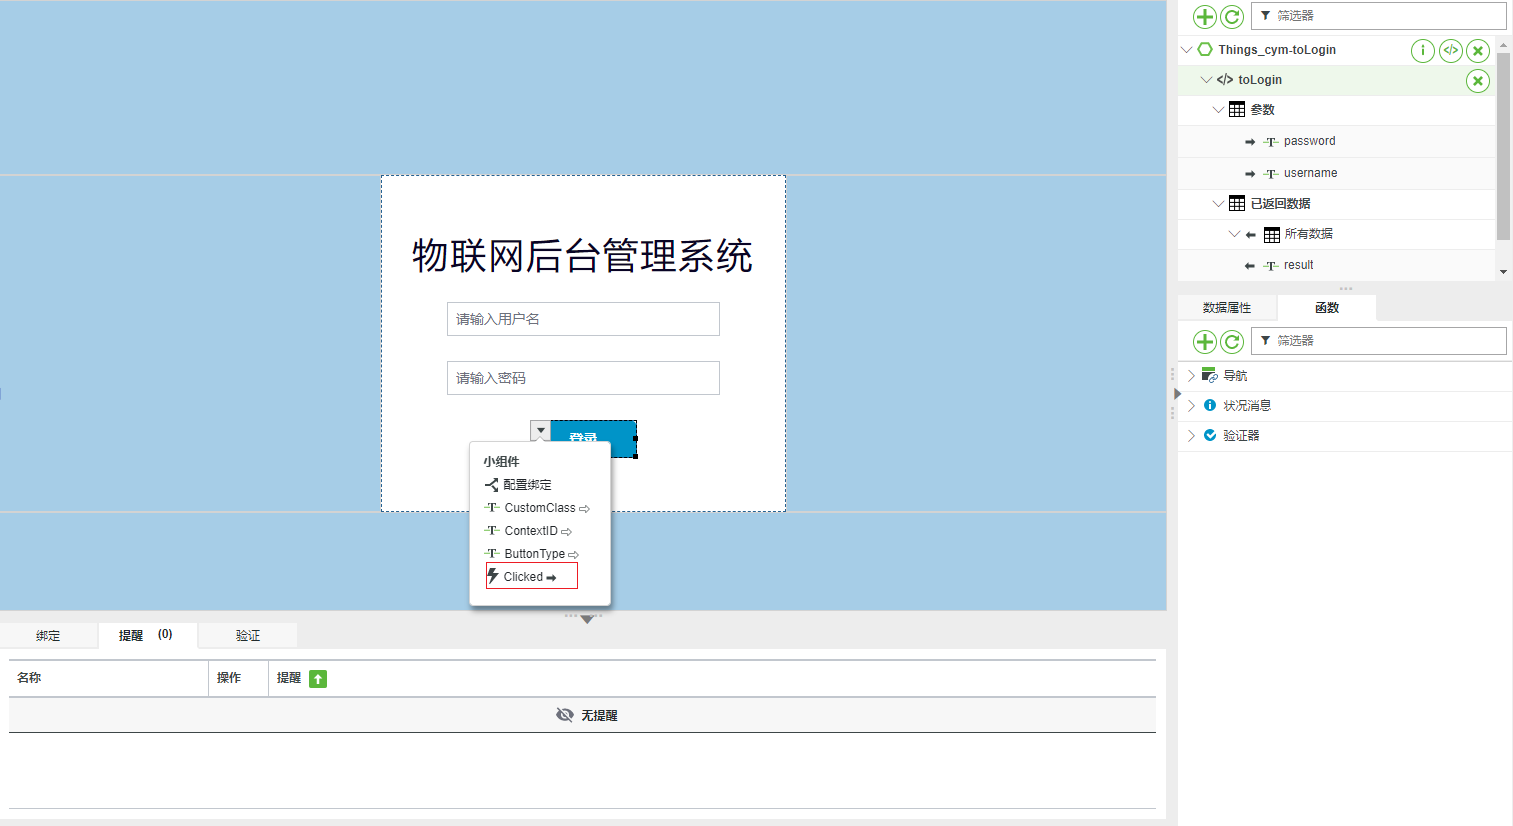 物联网后台管理系统
请输入用户名
请输入密码
登录
小组件
配置绑定
CustomClass
ContextID
ButtonType
Clicked
绑定
提醒 (0)
验证
名称
操作
提醒
无提醒
筛选器
Things_cym-toLogin
toLogin
参数
password
username
已返回数据
所有数据
result
数据属性
函数
筛选器
导航
状况消息
验证器